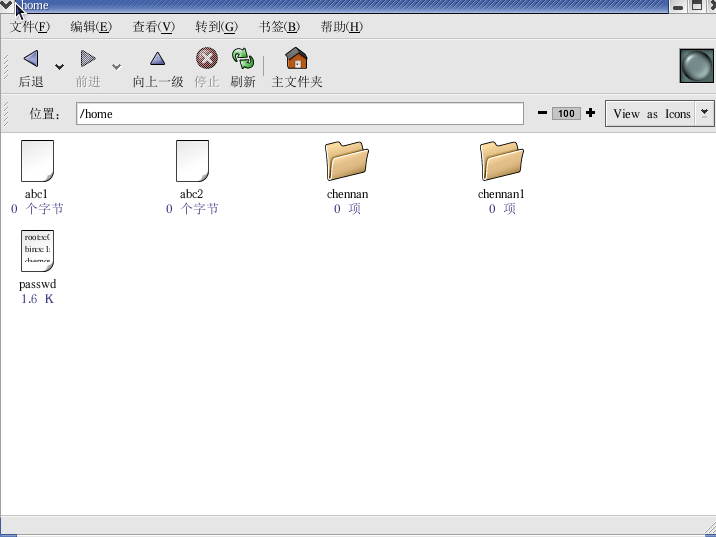 home
文件(F) 编辑(E) 查看(V) 转到(G) 书签(B) 帮助(H)
后退 前进 向上一级 停止 刷新 主文件夹
位置: /home 100 View as Icons
abc1 abc2 chennan chennan1
0 个字节 0 个字节 0 项 0 项
passwd
1.6 K